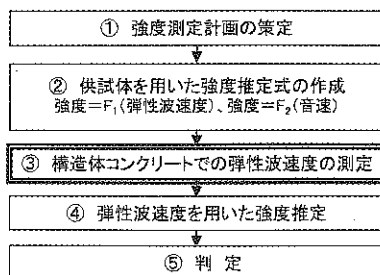 ① 強度測定計画の策定
② 供試体を用いた強度推定式の作成
強度=F₁(弾性波速度)、強度=F₂(音速)
③ 構造体コンクリートでの弾性波速度の測定
④ 弾性波速度を用いた強度推定
⑤ 判 定